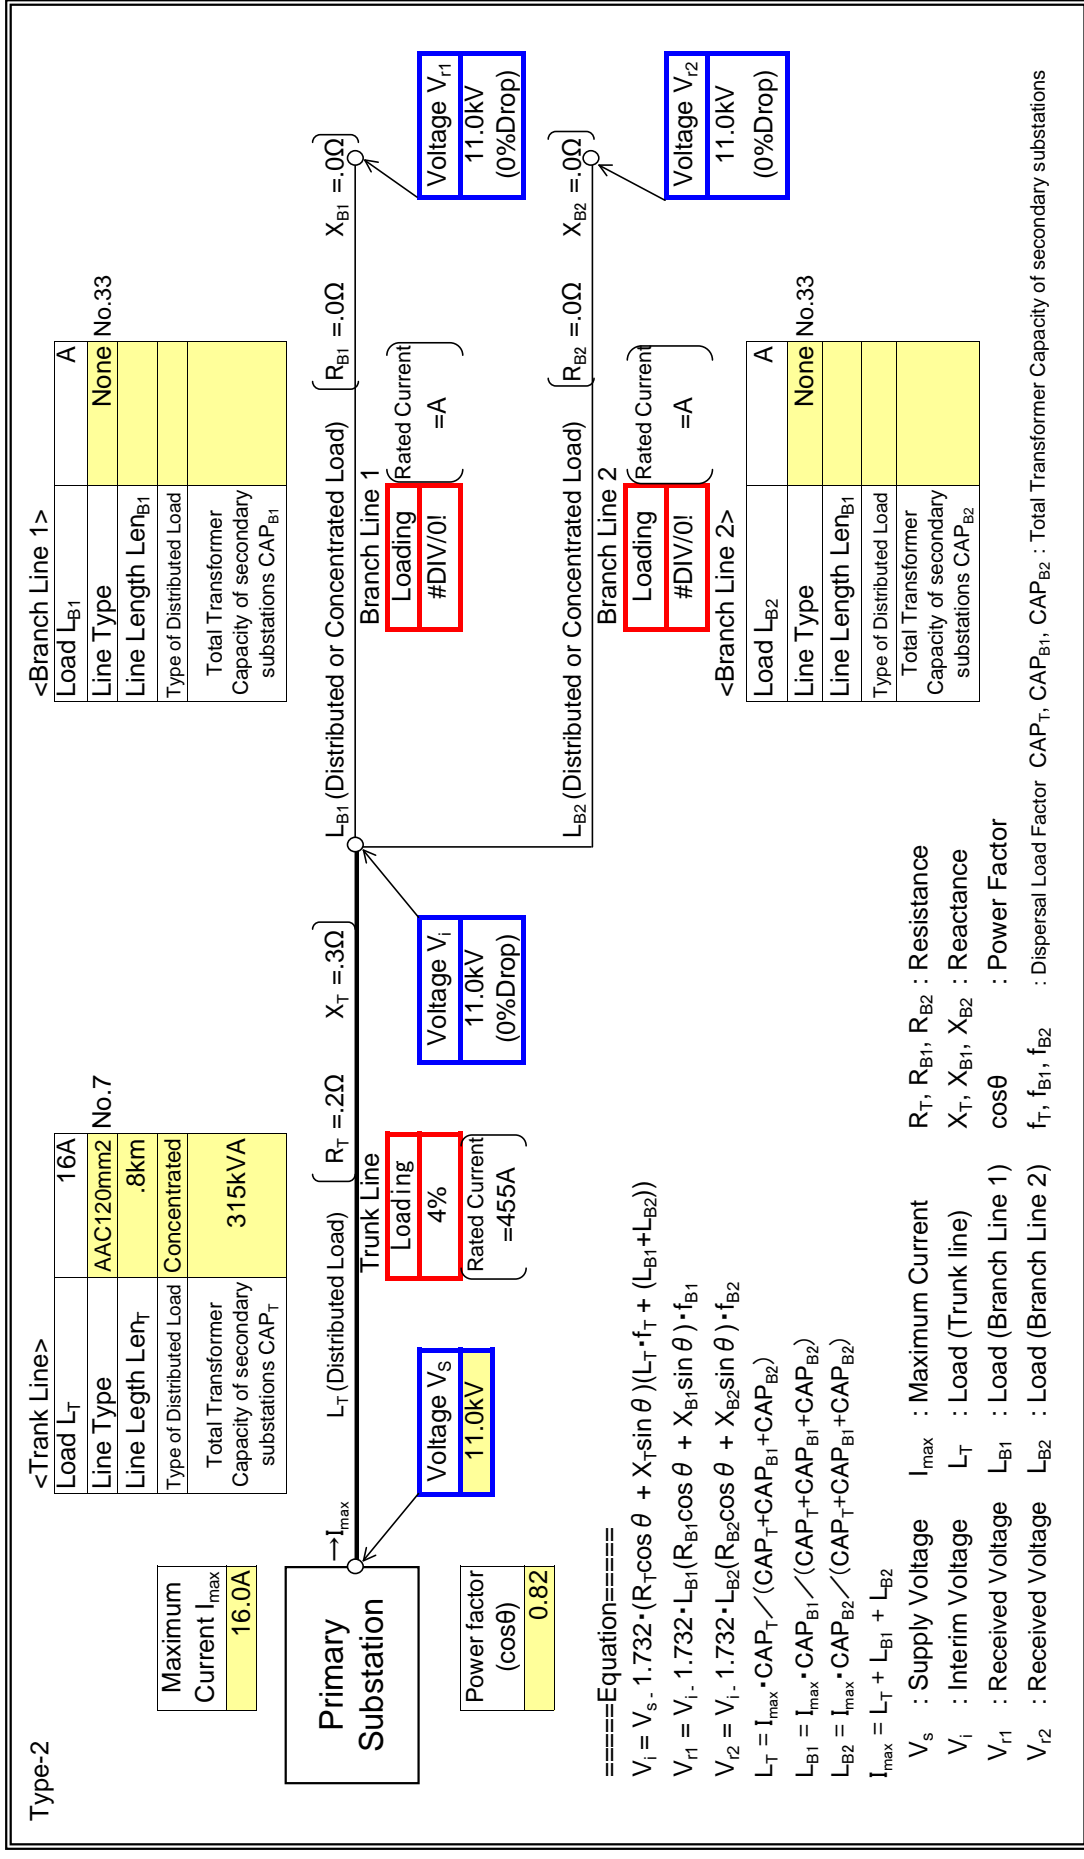 Type-2
<Trank Line>
Load L_T 16A
Line Type AAC120mm2 No.7
Line Legth Len_T .8km
Type of Distributed Load Concentrated
Total Transformer
Capacity of secondary
substations CAP_T
315kVA
<Branch Line 1>
Load L_B1 A
Line Type None No.33
Line Length Len_B1
Type of Distributed Load
Total Transformer
Capacity of secondary
substations CAP_B1
Maximum
Current I_max
16.0A
Primary
Substation
→I_max
Power factor
(cosθ)
0.82
Voltage V_S
11.0kV
L_T (Distributed Load)
R_T =.2Ω X_T =.3Ω
Trunk Line
Loading
4%
Rated Current
=455A
Voltage V_i
11.0kV
(0%Drop)
L_B1 (Distributed or Concentrated Load)
R_B1 =.0Ω X_B1 =.0Ω
Branch Line 1
Loading
#DIV/0!
Rated Current
=A
Voltage V_r1
11.0kV
(0%Drop)
L_B2 (Distributed or Concentrated Load)
R_B2 =.0Ω X_B2 =.0Ω
Branch Line 2
Loading
#DIV/0!
Rated Current
=A
Voltage V_r2
11.0kV
(0%Drop)
<Branch Line 2>
Load L_B2 A
Line Type None No.33
Line Length Len_B1
Type of Distributed Load
Total Transformer
Capacity of secondary
substations CAP_B2
=====Equation=====
V_i = V_s - 1.732・(R_T cos θ + X_T sin θ)(L_T・f_T + (L_B1+L_B2))
V_r1 = V_i - 1.732・L_B1(R_B1 cos θ + X_B1 sin θ)・f_B1
V_r2 = V_i - 1.732・L_B2(R_B2 cos θ + X_B2 sin θ)・f_B2
L_T = I_max・CAP_T／(CAP_T+CAP_B1+CAP_B2)
L_B1 = I_max・CAP_B1／(CAP_T+CAP_B1+CAP_B2)
L_B2 = I_max・CAP_B2／(CAP_T+CAP_B1+CAP_B2)
I_max = L_T + L_B1 + L_B2
V_s : Supply Voltage I_max : Maximum Current R_T, R_B1, R_B2 : Resistance
V_i : Interim Voltage L_T : Load (Trunk line) X_T, X_B1, X_B2 : Reactance
V_r1 : Received Voltage L_B1 : Load (Branch Line 1) cosθ : Power Factor
V_r2 : Received Voltage L_B2 : Load (Branch Line 2) f_T, f_B1, f_B2 : Dispersal Load Factor CAP_T, CAP_B1, CAP_B2 : Total Transformer Capacity of secondary substations